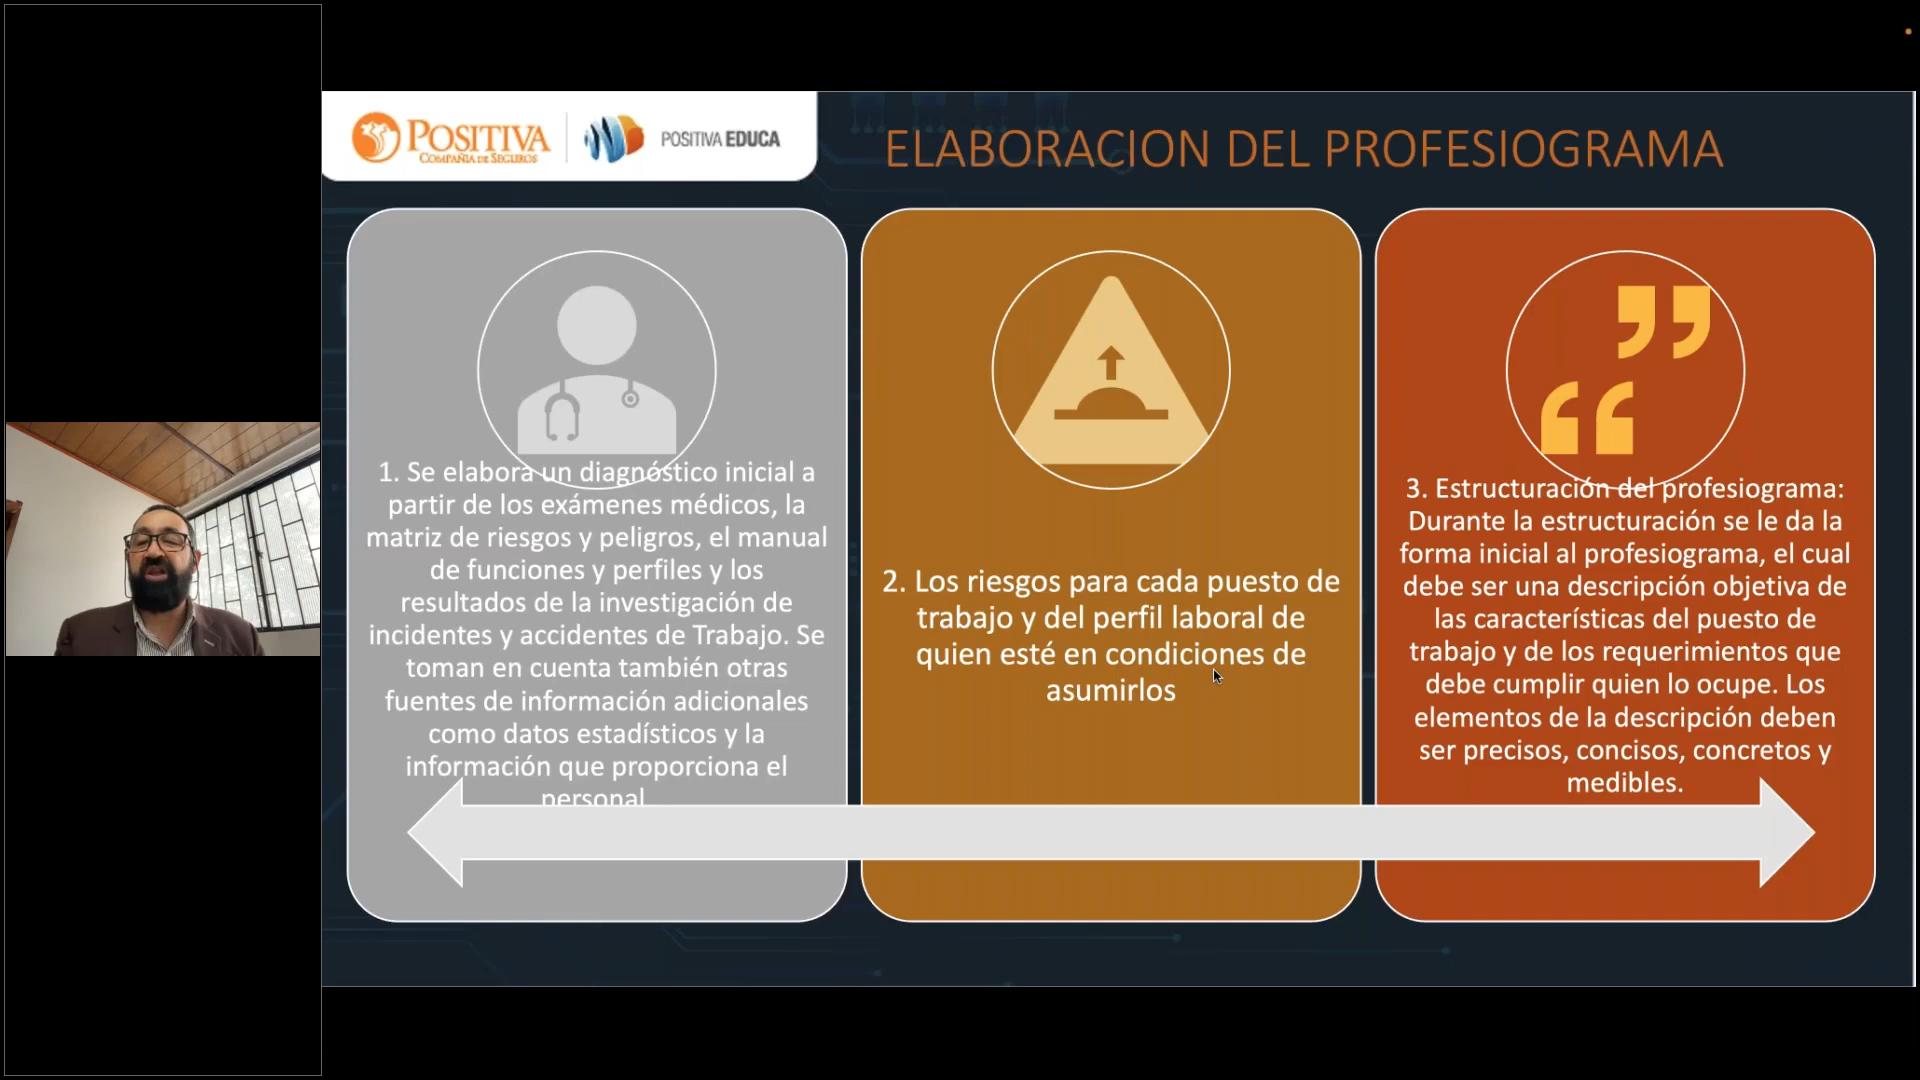 POSITIVA
COMPAÑIA DE SEGUROS
POSITIVA EDUCA
ELABORACION DEL PROFESIOGRAMA
1. Se elabora un diagnóstico inicial a
partir de los exámenes médicos, la
matriz de riesgos y peligros, el manual
de funciones y perfiles y los
resultados de la investigación de
incidentes y accidentes de Trabajo. Se
toman en cuenta también otras
fuentes de información adicionales
como datos estadísticos y la
información que proporciona el
personal
2. Los riesgos para cada puesto de
trabajo y del perfil laboral de
quien esté en condiciones de
asumirlos
3. Estructuración del profesiograma:
Durante la estructuración se le da la
forma inicial al profesiograma, el cual
debe ser una descripción objetiva de
las características del puesto de
trabajo y de los requerimientos que
debe cumplir quien lo ocupe. Los
elementos de la descripción deben
ser precisos, concisos, concretos y
medibles.